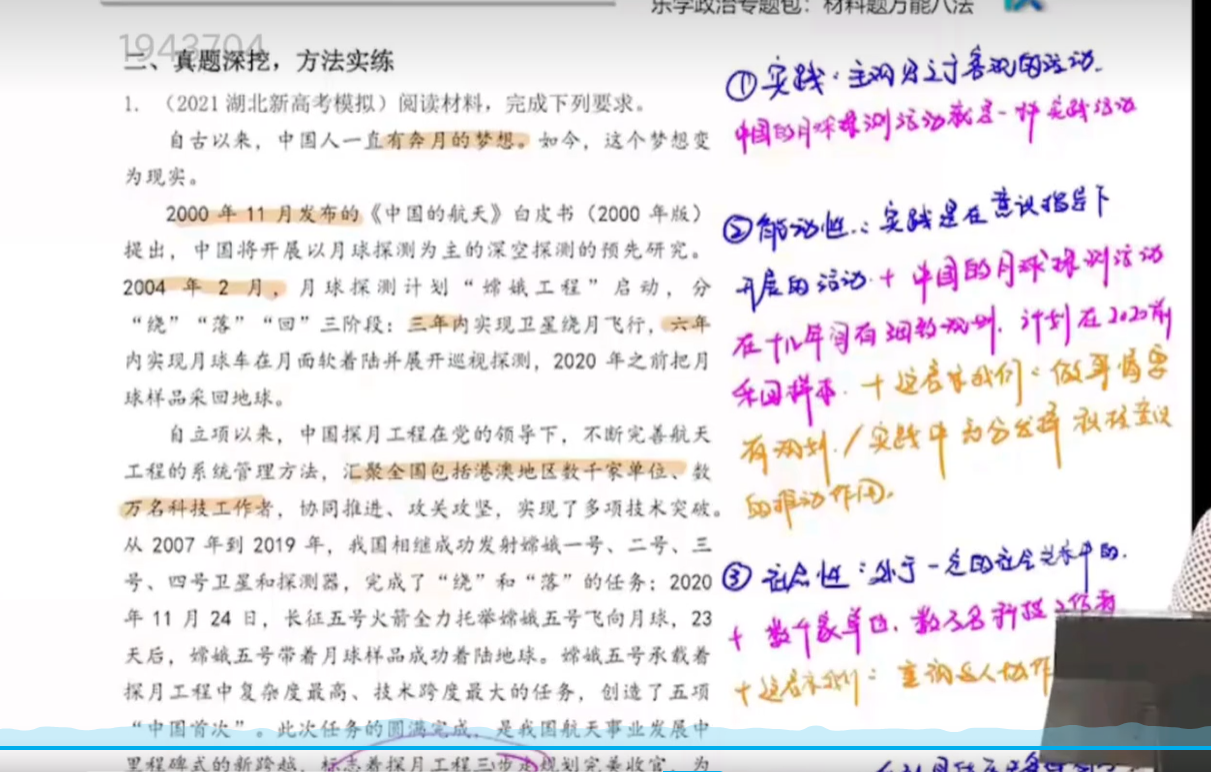 乐学政治专题包：材料题万能八法
1943704
二、真题深挖，方法实练
1. （2021 湖北新高考模拟）阅读材料，完成下列要求。
自古以来，中国人一直有奔月的梦想。如今，这个梦想变
为现实。
2000 年 11 月发布的《中国的航天》白皮书（2000 年版）
提出，中国将开展以月球探测为主的深空探测的预先研究。
2004 年 2 月，月球探测计划“嫦娥工程”启动，分
“绕”“落”“回”三阶段：三年内实现卫星绕月飞行，六年
内实现月球车在月面软着陆并展开巡视探测，2020 年之前把月
球样品采回地球。
自立项以来，中国探月工程在党的领导下，不断完善航天
工程的系统管理方法，汇聚全国包括港澳地区数千家单位、数
万名科技工作者，协同推进、攻关攻坚，实现了多项技术突破。
从 2007 年到 2019 年，我国相继成功发射嫦娥一号、二号、三
号、四号卫星和探测器，完成了“绕”和“落”的任务；2020
年 11 月 24 日，长征五号火箭全力托举嫦娥五号飞向月球，23
天后，嫦娥五号带着月球样品成功着陆地球。嫦娥五号承载着
探月工程中复杂度最高、技术跨度最大的任务，创造了五项
“中国首次”。此次任务的圆满完成，是我国航天事业发展中
里程碑式的新跨越，标志着探月工程三步走规划完美收官，为
①实践：主观见之于客观的活动.
中国的月球探测活动就是一种实践活动
②能动性：实践是在意识指导下
开展的活动 + 中国的月球探测活动
在十几年间有细致规划，计划在2020前
采回样本. + 这启示我们：做事情要
有规划 / 实践中 充分发挥 意识
的推动作用。
③ 社会性：处于一定的社会关系中的.
+ 数千家单位、数万名科技工作者
+ 这启示我们：与人协作